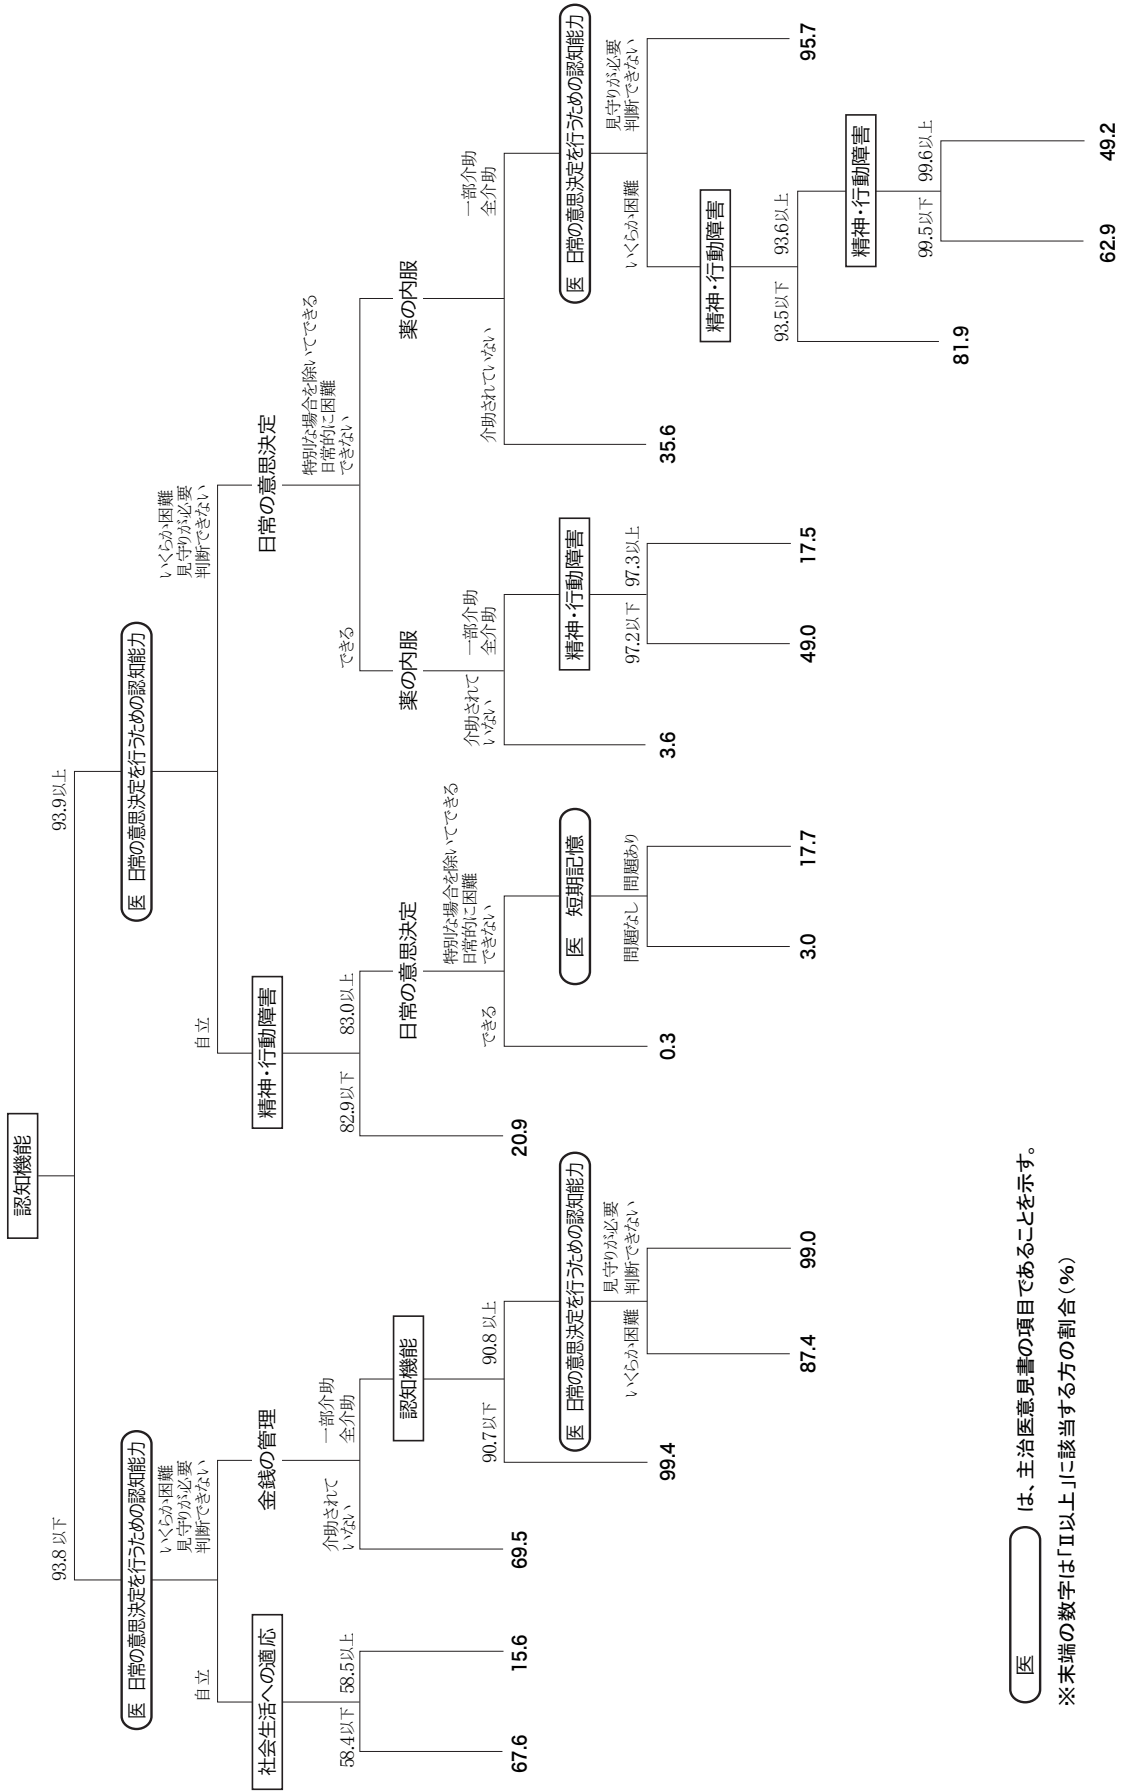 認知機能
93.8以下
93.9以上
医 日常の意思決定を行うための認知能力
医 日常の意思決定を行うための認知能力
自立
いくらか困難
見守りが必要
判断できない
自立
いくらか困難
見守りが必要
判断できない
社会生活への適応
金銭の管理
精神・行動障害
日常の意思決定
58.4以下
58.5以上
介助されて
いない
一部介助
全介助
82.9以下
83.0以上
できる
特別な場合を除いてできる
日常的に困難
できない
認知機能
日常の意思決定
薬の内服
薬の内服
67.6
15.6
69.5
90.7以下
90.8以上
20.9
できる
特別な場合を除いてできる
日常的に困難
できない
介助されて
いない
一部介助
全介助
介助されていない
一部介助
全介助
医 日常の意思決定を行うための認知能力
医 短期記憶
精神・行動障害
医 日常の意思決定を行うための認知能力
99.4
いくらか困難
見守りが必要
判断できない
0.3
問題なし
問題あり
3.6
97.2以下
97.3以上
35.6
いくらか困難
見守りが必要
判断できない
精神・行動障害
87.4
99.0
3.0
17.7
49.0
17.5
93.5以下
93.6以上
95.7
精神・行動障害
81.9
99.5以下
99.6以上
62.9
49.2
医 は、主治医意見書の項目であることを示す。
※末端の数字は「Ⅱ以上」に該当する方の割合(%)